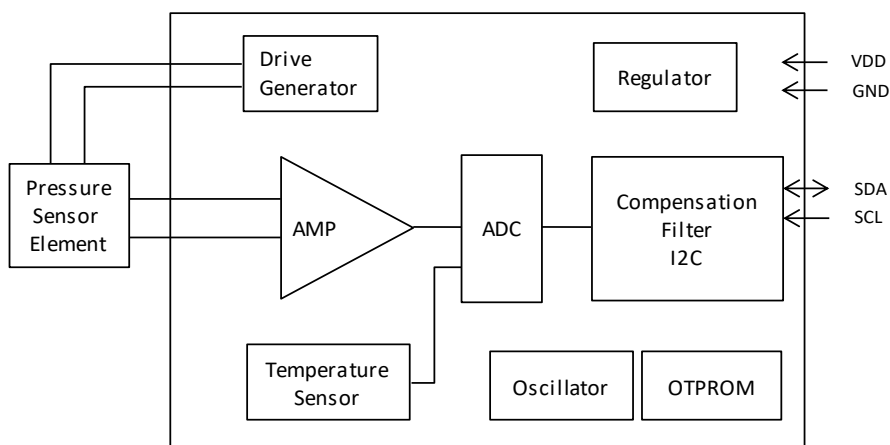 Drive
Generator
Regulator
VDD
GND
Pressure
Sensor
Element
AMP
ADC
Compensation
Filter
I2C
SDA
SCL
Temperature
Sensor
Oscillator
OTPROM